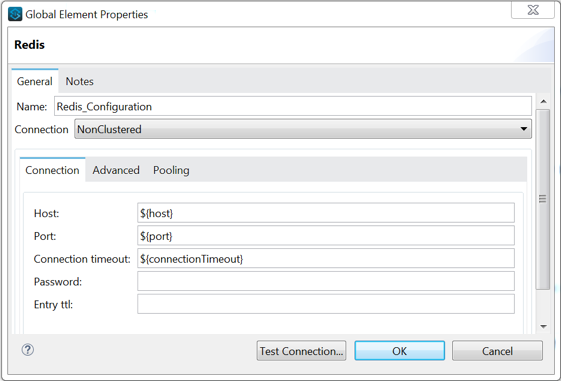 Global Element Properties
Redis
General Notes
Name: Redis_Configuration
Connection NonClustered
Connection Advanced Pooling
Host: ${host}
Port: ${port}
Connection timeout: ${connectionTimeout}
Password:
Entry ttl:
? Test Connection... OK Cancel